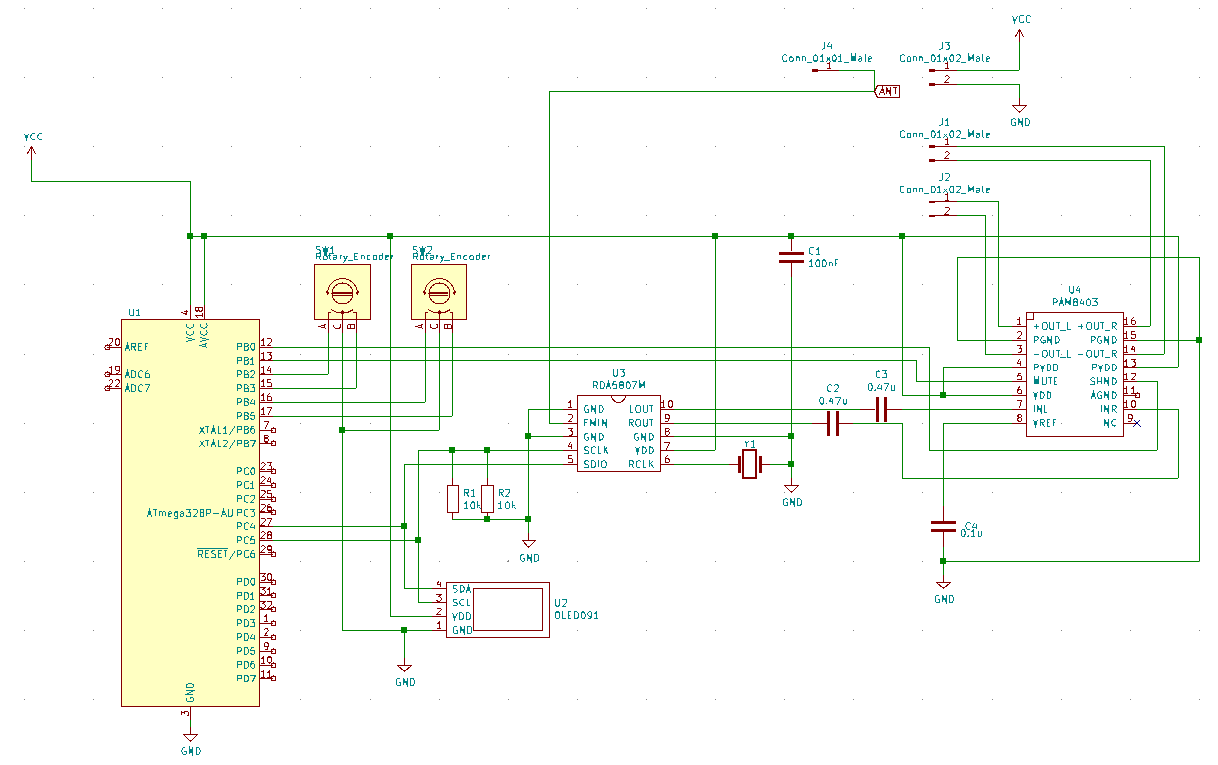 J4
Conn_01x01_Male
1
ANT
J3
Conn_01x02_Male
1
2
VCC
GND
J1
Conn_01x02_Male
1
2
J2
Conn_01x02_Male
1
2
VCC
SW1
Rotary_Encoder
A
C
B
SW2
Rotary_Encoder
A
C
B
C1
100nF
U1
4
18
VCC
AVCC
20 AREF
19 ADC6
22 ADC7
PB0 12
PB1 13
PB2 14
PB3 15
PB4 16
PB5 17
XTAL1/PB6 7
XTAL2/PB7 8
PC0 23
PC1 24
PC2 25
ATmega328P-AU PC3 26
PC4 27
PC5 28
RESET/PC6 29
PD0 30
PD1 31
PD2 32
PD3 1
PD4 2
PD5 9
PD6 10
PD7 11
GND
3
GND
U3
RDA5807M
1 GND LOUT 10
2 FMIN ROUT 9
3 GND GND 8
4 SCLK VDD 7
5 SDIO RCLK 6
C2
0.47u
C3
0.47u
Y1
GND
R1
10k
R2
10k
GND
4 SDA
3 SCL
2 VDD
1 GND
U2
OLED091
GND
U4
PAM8403
1 +OUT_L +OUT_R 16
2 PGND PGND 15
3 -OUT_L -OUT_R 14
4 PVDD PVDD 13
5 MUTE SHND 12
6 VDD AGND 11
7 INL INR 10
8 VREF NC 9
C4
0.1u
GND